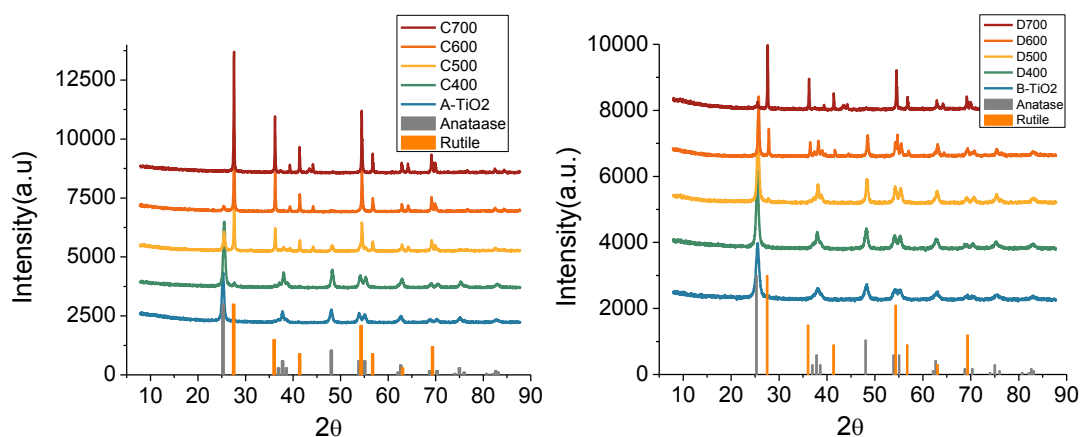 C700
C600
C500
C400
A-TiO2
Anataase
Rutile
13500
12500
10000
7500
5000
2500
0
10 20 30 40 50 60 70 80 90
2θ
Intensity(a.u)
D700
D600
D500
D400
B-TiO2
Anatase
Rutile
10000
8000
6000
4000
2000
0
10 20 30 40 50 60 70 80 90
2θ
Intensity(a.u.)